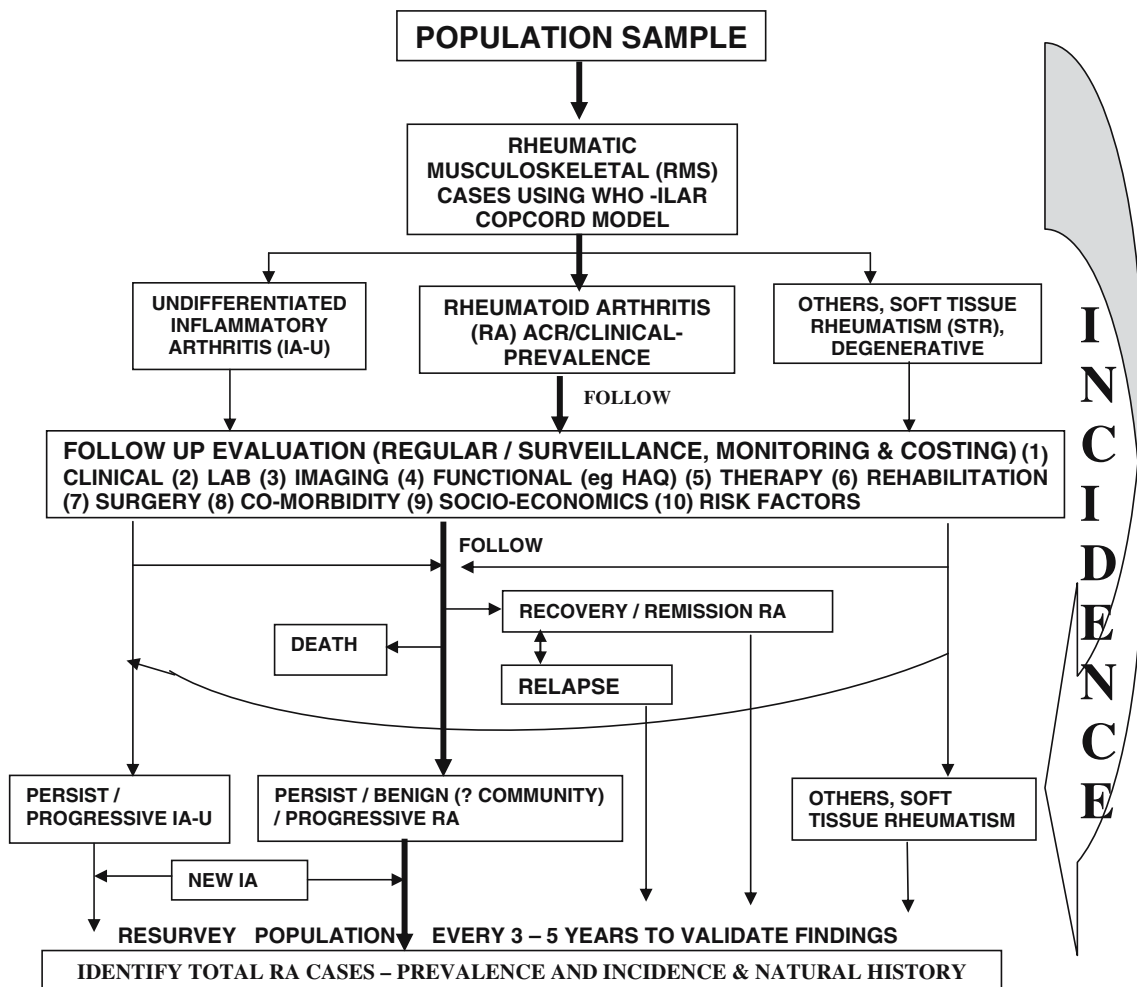 POPULATION SAMPLE
RHEUMATIC
MUSCULOSKELETAL (RMS)
CASES USING WHO -ILAR
COPCORD MODEL
UNDIFFERENTIATED
INFLAMMATORY
ARTHRITIS (IA-U)
RHEUMATOID ARTHRITIS
(RA) ACR/CLINICAL-
PREVALENCE
OTHERS, SOFT TISSUE
RHEUMATISM (STR),
DEGENERATIVE
FOLLOW
FOLLOW UP EVALUATION (REGULAR / SURVEILLANCE, MONITORING & COSTING) (1)
CLINICAL (2) LAB (3) IMAGING (4) FUNCTIONAL (eg HAQ) (5) THERAPY (6) REHABILITATION
(7) SURGERY (8) CO-MORBIDITY (9) SOCIO-ECONOMICS (10) RISK FACTORS
FOLLOW
RECOVERY / REMISSION RA
DEATH
RELAPSE
PERSIST /
PROGRESSIVE IA-U
PERSIST / BENIGN (? COMMUNITY)
/ PROGRESSIVE RA
OTHERS, SOFT
TISSUE RHEUMATISM
NEW IA
RESURVEY POPULATION EVERY 3 – 5 YEARS TO VALIDATE FINDINGS
IDENTIFY TOTAL RA CASES – PREVALENCE AND INCIDENCE & NATURAL HISTORY
INCIDENCE